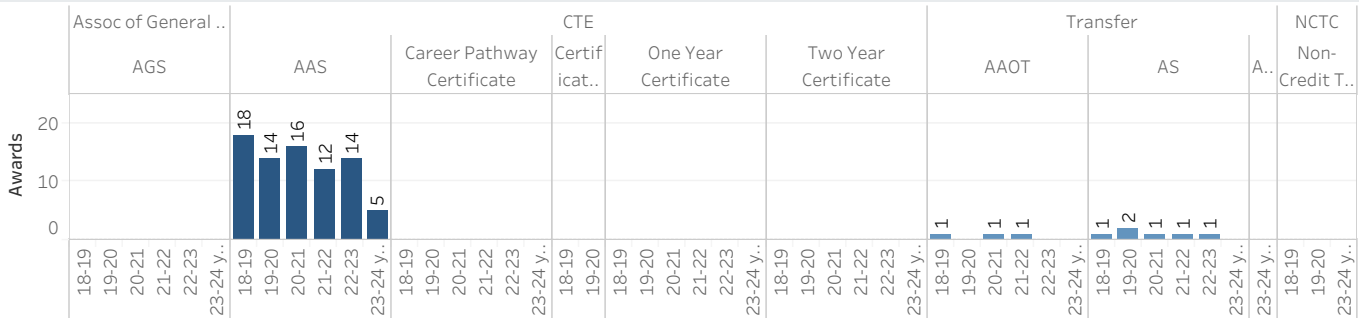 Assoc of General .. CTE Transfer NCTC
AGS AAS Career Pathway Certificate Certif icat.. One Year Certificate Two Year Certificate AAOT AS A.. Non-Credit T..
Awards
20
10
0
18 14 16 12 14 5 1 1 1 1 2 1 1 1
18-19 19-20 20-21 21-22 22-23 23-24 y.. 18-19 19-20 20-21 21-22 22-23 23-24 y.. 18-19 19-20 20-21 21-22 22-23 23-24 y.. 18-19 19-20 18-19 19-20 20-21 21-22 22-23 23-24 y.. 18-19 19-20 20-21 21-22 22-23 23-24 y.. 18-19 19-20 20-21 21-22 22-23 23-24 y.. 18-19 19-20 20-21 21-22 22-23 23-24 y.. 23-24 y.. 18-19 19-20 23-24 y..